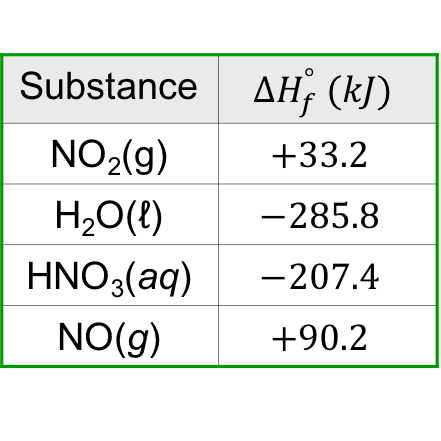 Substance ΔH°f (kJ)
NO₂(g) +33.2
H₂O(ℓ) −285.8
HNO₃(aq) −207.4
NO(g) +90.2